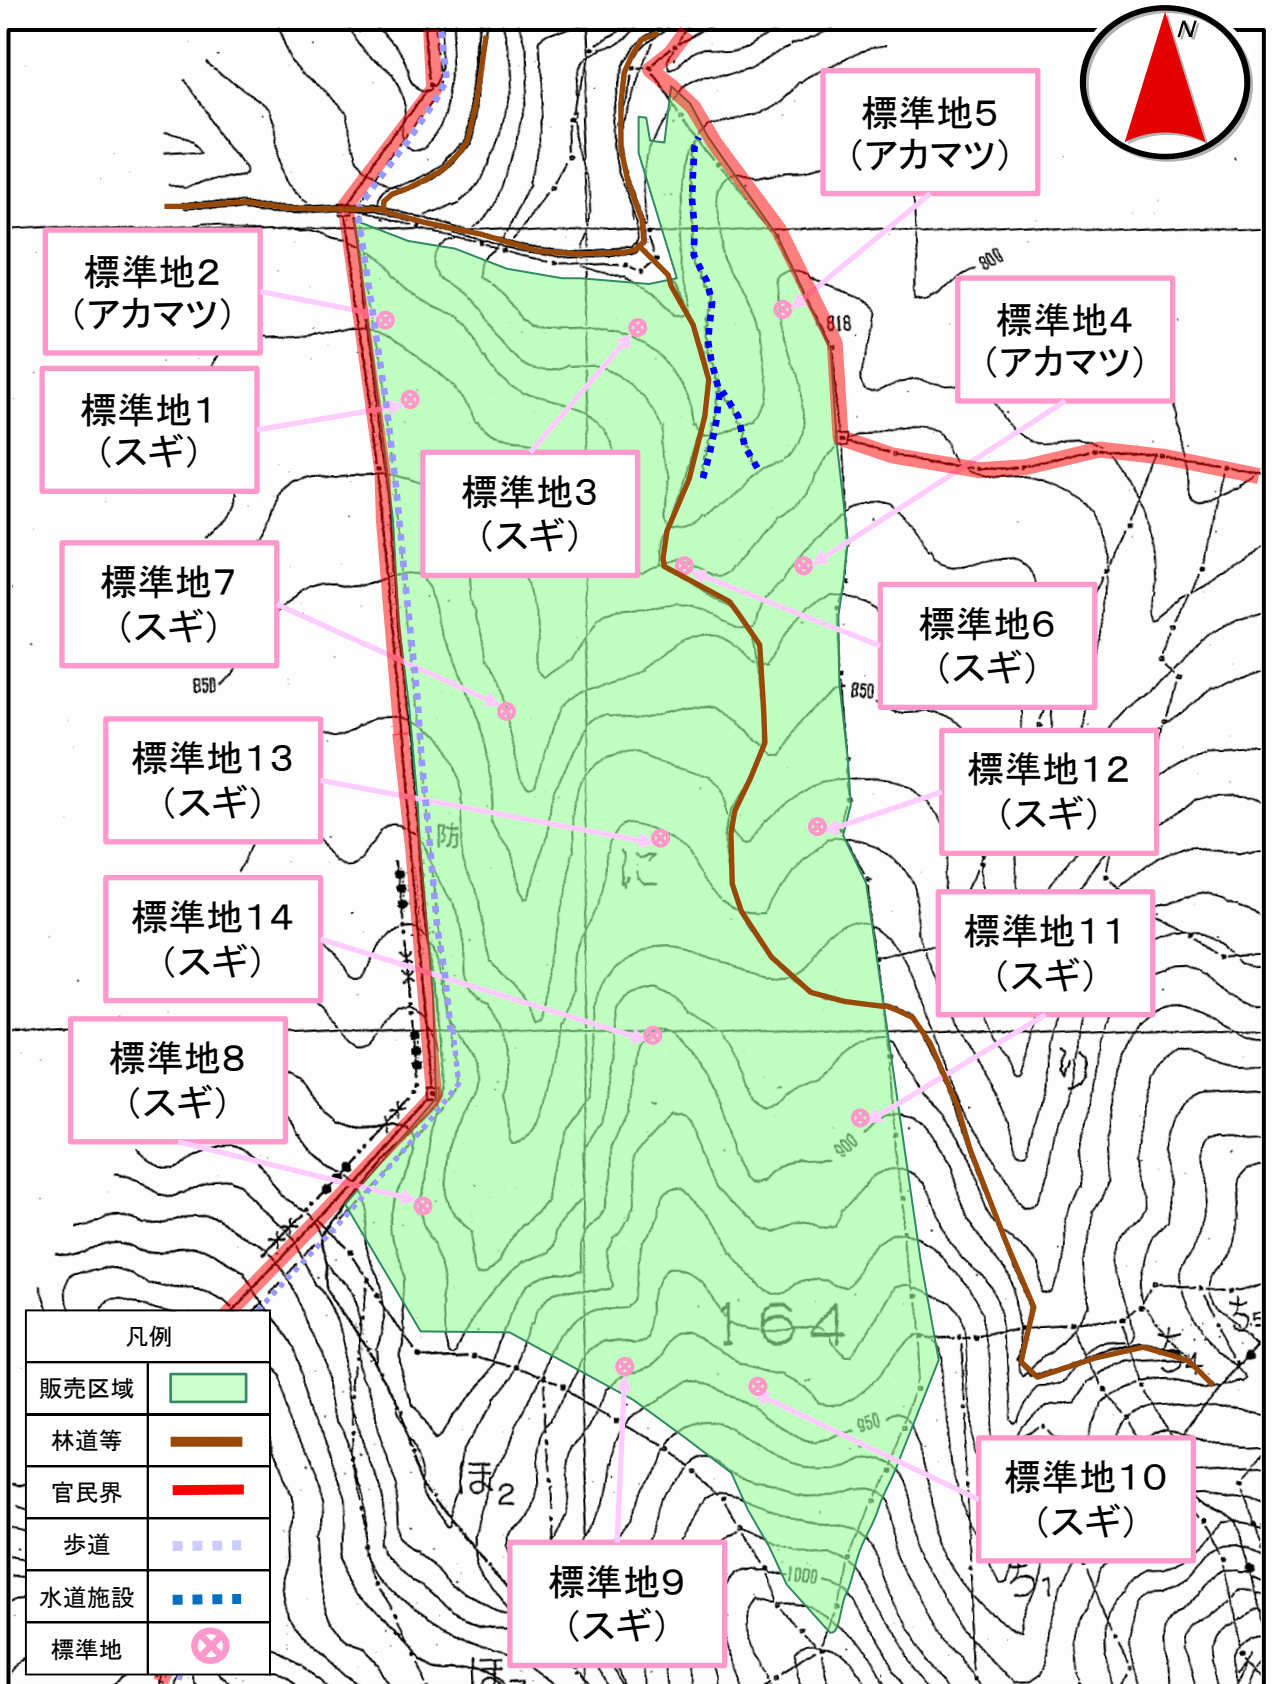 N
標準地5
(アカマツ)
800
標準地2
(アカマツ)
818
標準地4
(アカマツ)
標準地1
(スギ)
標準地3
(スギ)
標準地7
(スギ)
標準地6
(スギ)
850
850
標準地13
(スギ)
標準地12
(スギ)
防
に
標準地14
(スギ)
標準地11
(スギ)
標準地8
(スギ)
り
900
164
凡例
販売区域
林道等
官民界
歩道
水道施設
標準地
950
標準地10
(スギ)
ほ2
標準地9
(スギ)
1000
ち1